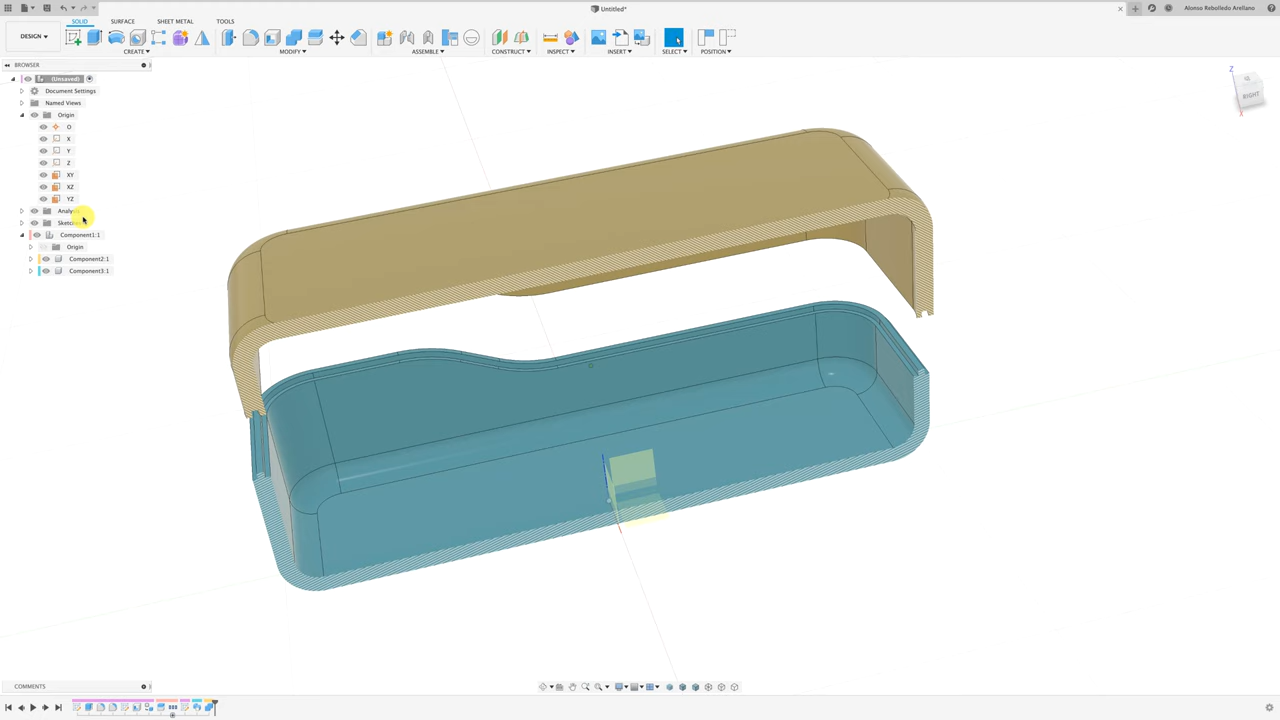 Untitled*
Alonso Rebolledo Arellano
SOLID
SURFACE
SHEET METAL
TOOLS
DESIGN
CREATE
MODIFY
ASSEMBLE
CONSTRUCT
INSPECT
INSERT
SELECT
POSITION
BROWSER
(Unsaved)
Document Settings
Named Views
Origin
O
X
Y
Z
XY
XZ
YZ
Component1:1
Origin
Component2:1
Component3:1
Z
RIGHT
X
COMMENTS